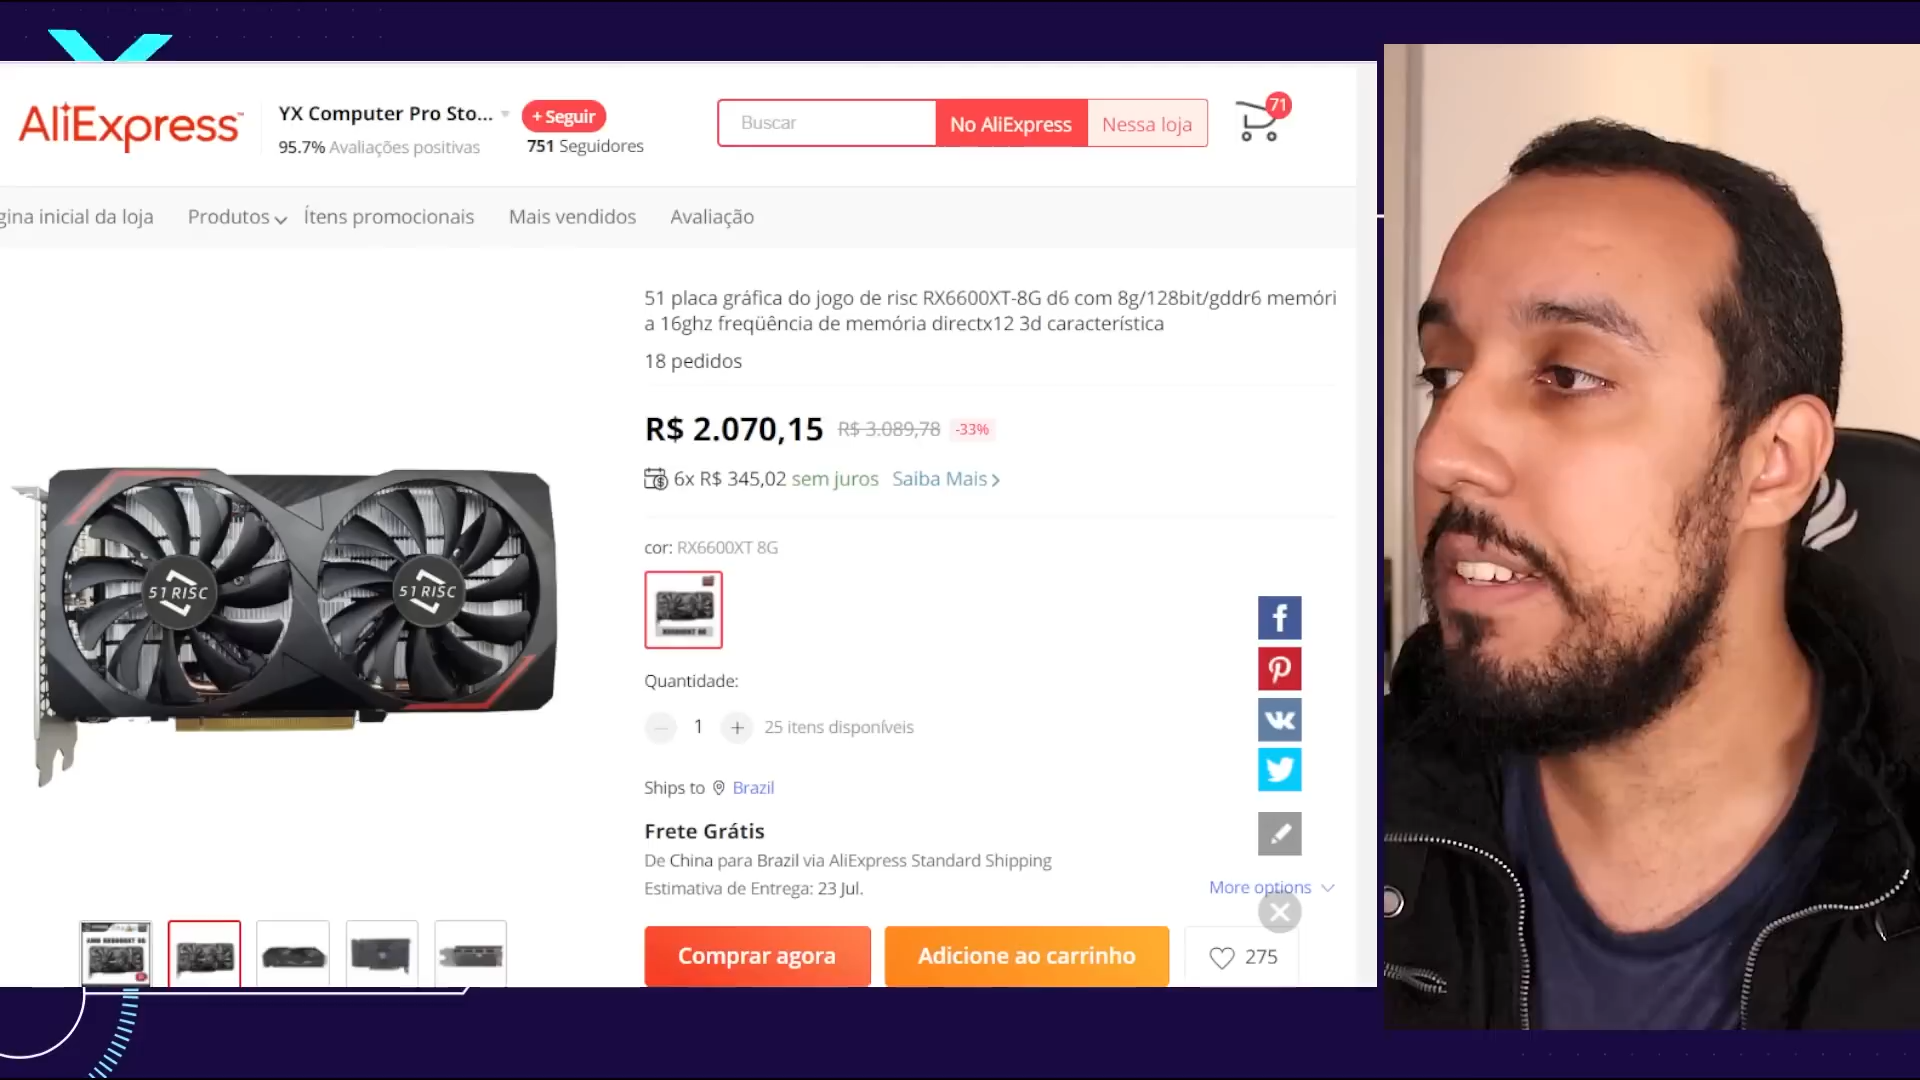 AliExpress
YX Computer Pro Sto...
+ Seguir
95.7% Avaliações positivas
751 Seguidores
Buscar
No AliExpress
Nessa loja
71
gina inicial da loja
Produtos
Ítens promocionais
Mais vendidos
Avaliação
51 placa gráfica do jogo de risc RX6600XT-8G d6 com 8g/128bit/gddr6 memóri
a 16ghz freqüência de memória directx12 3d característica
18 pedidos
R$ 2.070,15 R$ 3.089,78 -33%
6x R$ 345,02 sem juros Saiba Mais
cor: RX6600XT 8G
51 RISC
51 RISC
Quantidade:
1
25 itens disponíveis
Ships to Brazil
Frete Grátis
De China para Brazil via AliExpress Standard Shipping
Estimativa de Entrega: 23 Jul.
More options
Comprar agora
Adicione ao carrinho
275